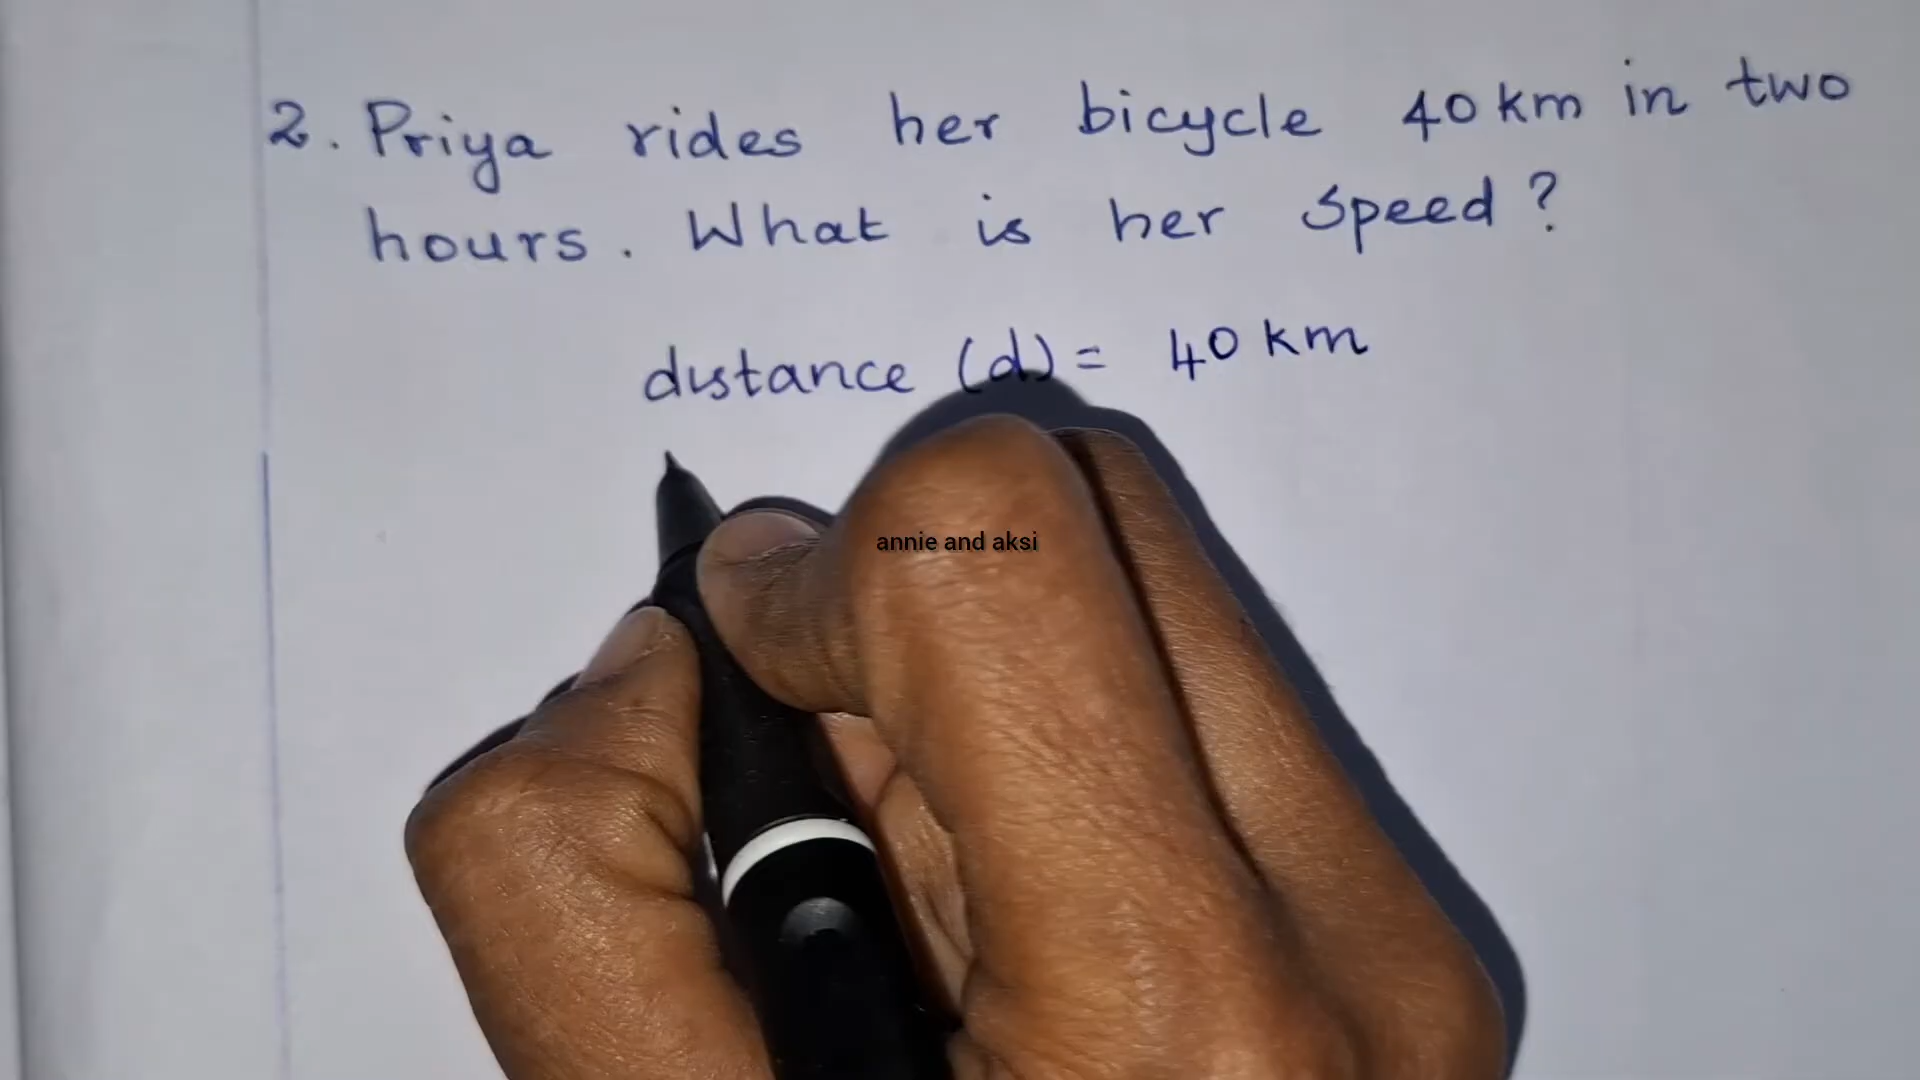 2. Priya rides her bicycle 40 km in two
hours. What is her speed?
distance (d) = 40 km
annie and aksi